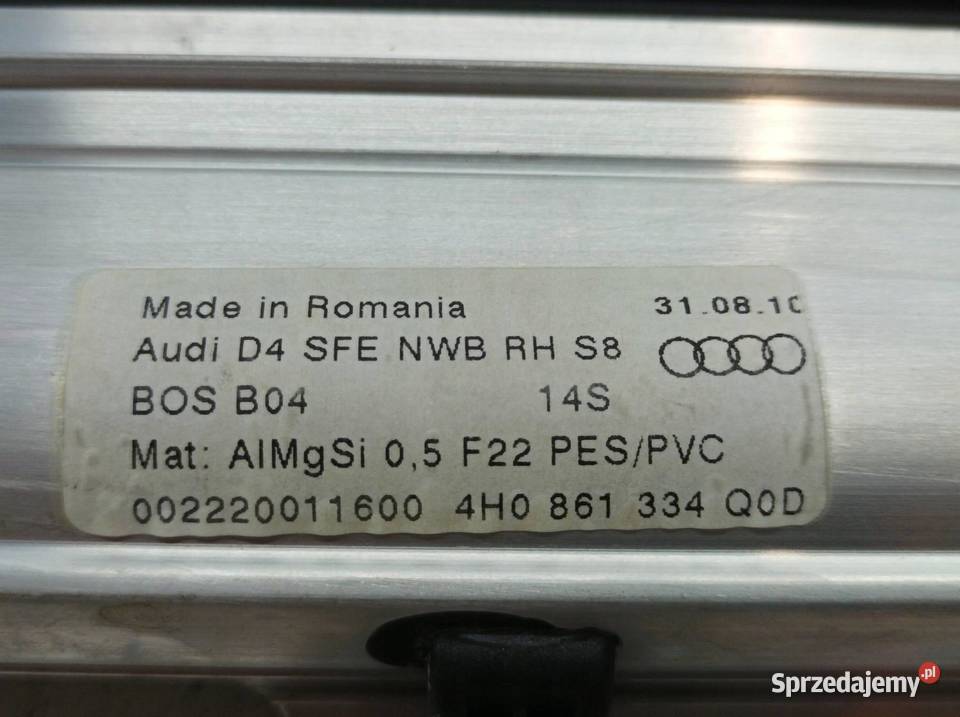 Made in Romania 31.08.10
Audi D4 SFE NWB RH S8
BOS B04 14S
Mat: AlMgSi 0,5 F22 PES/PVC
002220011600 4H0 861 334 Q0D
Sprzedajemy.pl